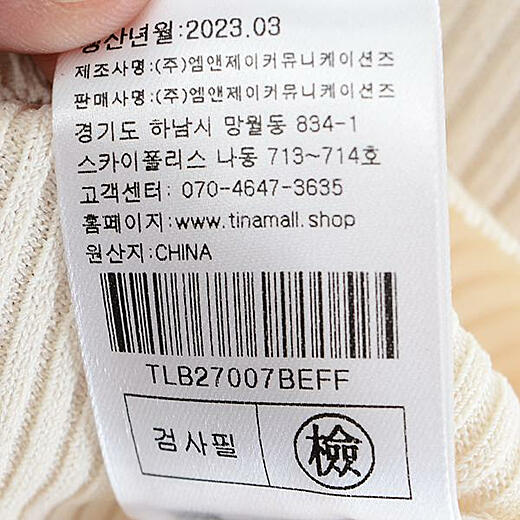 생산년월:2023.03
제조사명:(주)엠앤제이커뮤니케이션즈
판매사명:(주)엠앤제이커뮤니케이션즈
경기도 하남시 망월동 834-1
스카이폴리스 나동 713~714호
고객센터: 070-4647-3635
홈페이지:www.tinamall.shop
원산지:CHINA
TLB27007BEFF
검사필 檢